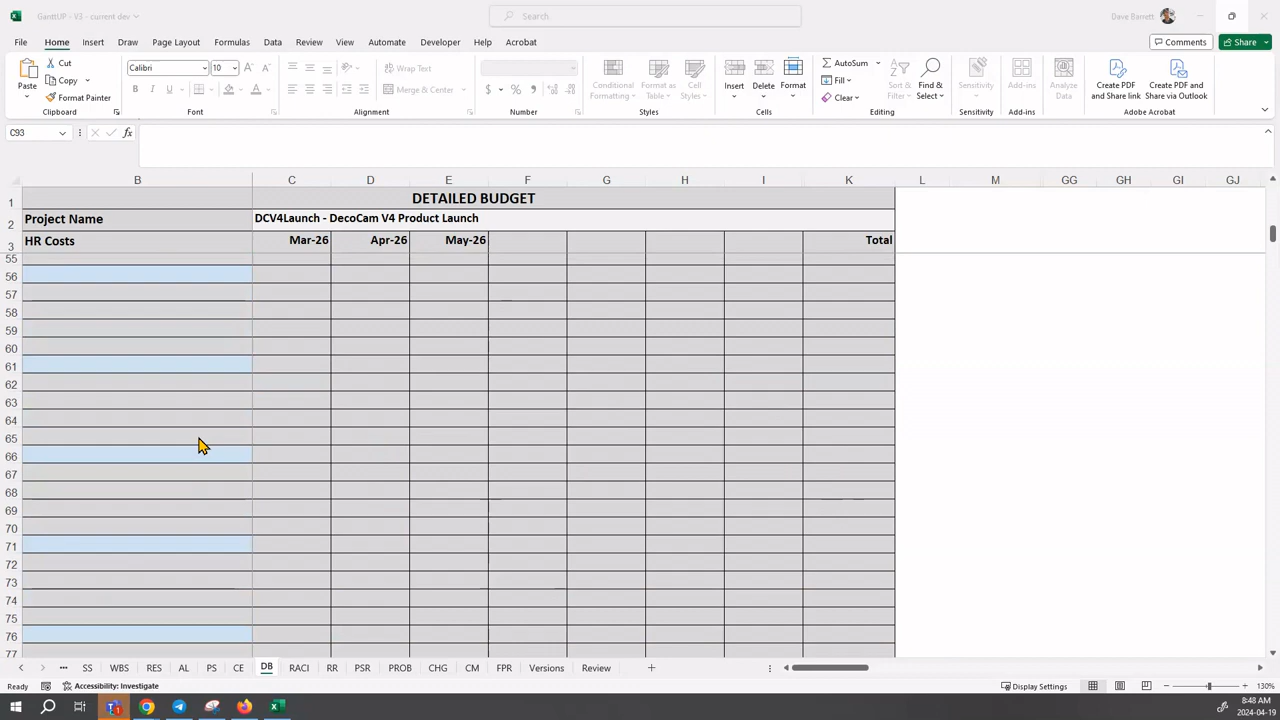 GanttUP - V3 - current dev
Search
Dave Barrett
File Home Insert Draw Page Layout Formulas Data Review View Automate Developer Help Acrobat
Comments Share
Paste Cut Copy Format Painter
Calibri 10
B I U
Wrap Text
Merge & Center
Conditional Formatting
Format as Table
Cell Styles
Insert Delete Format
AutoSum
Fill
Clear
Sort & Filter
Find & Select
Sensitivity
Add-ins
Analyze Data
Create PDF and Share link
Create PDF and Share via Outlook
Clipboard Font Alignment Number Styles Cells Editing Sensitivity Add-ins Adobe Acrobat
C93 fx
B C D E F G H I K L M GG GH GI GJ
1 DETAILED BUDGET
2 Project Name DCV4Launch - DecoCam V4 Product Launch
3 HR Costs Mar-26 Apr-26 May-26 Total
55
56
57
58
59
60
61
62
63
64
65
66
67
68
69
70
71
72
73
74
75
76
77
SS WBS RES AL PS CE DB RACI RR PSR PROB CHG CM FPR Versions Review
Ready Accessibility: Investigate Display Settings 130%
8:48 AM
2024-04-19